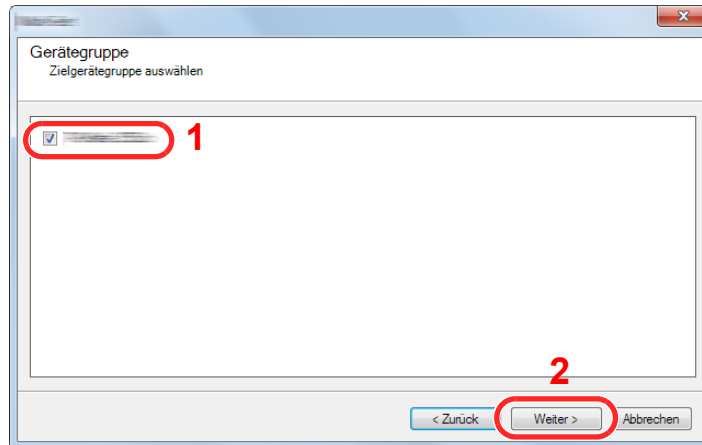 Gerätegruppe
Zielgerätegruppe auswählen
1
2
< Zurück Weiter > Abbrechen